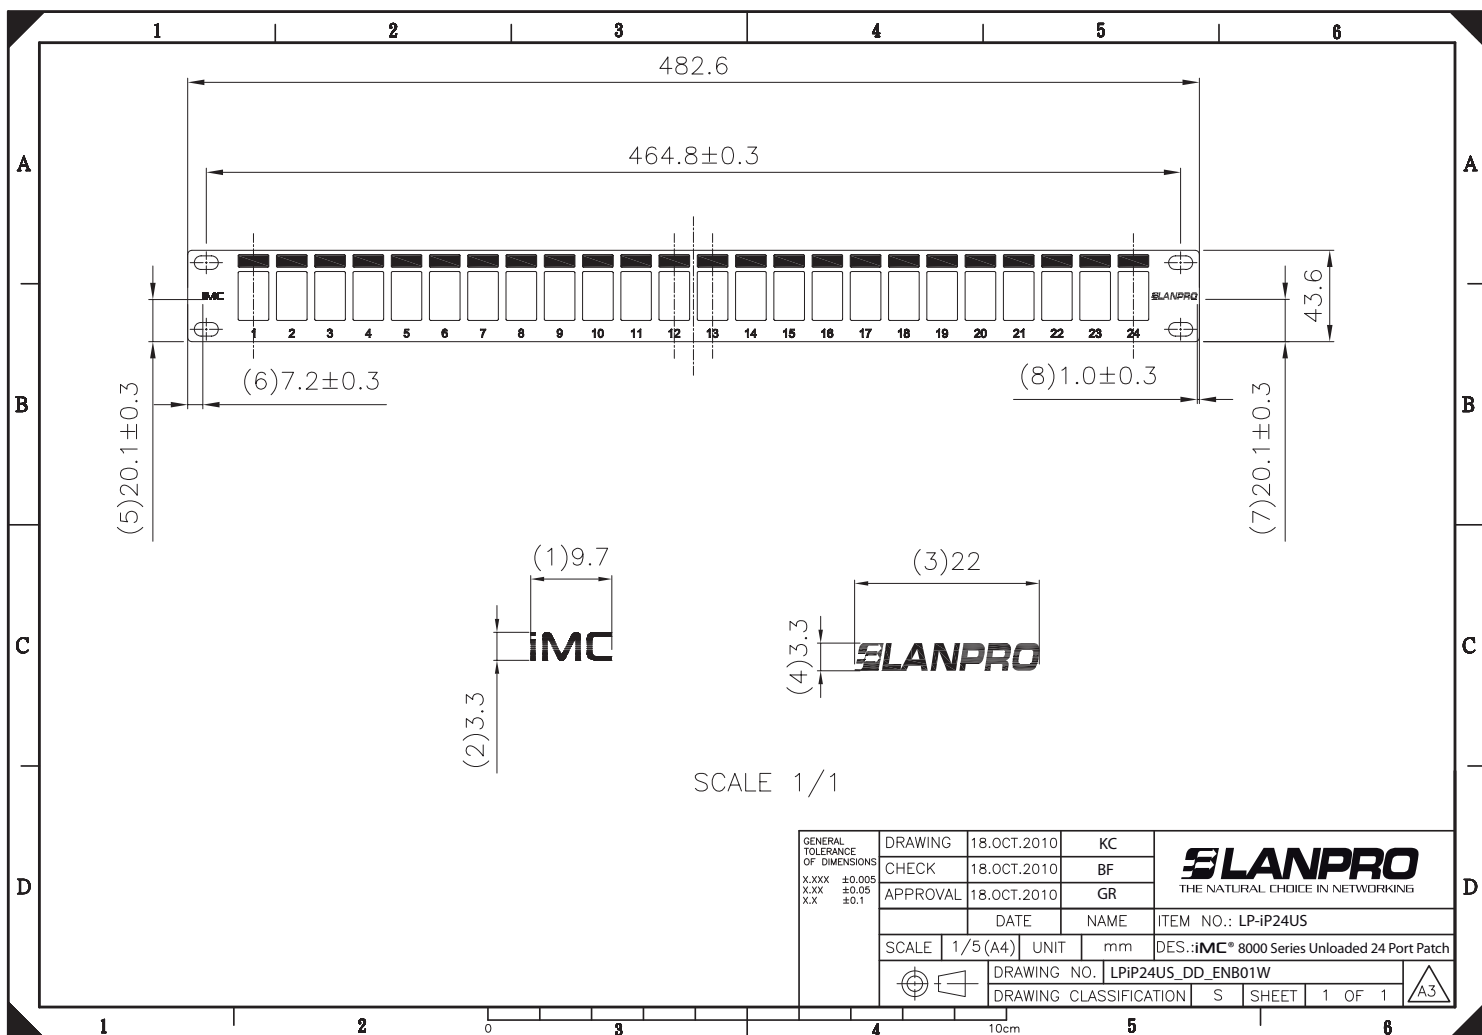 1 2 3 4 5 6
482.6
A A
464.8±0.3
iMC LANPRO
1 2 3 4 5 6 7 8 9 10 11 12 13 14 15 16 17 18 19 20 21 22 23 24
43.6
(6)7.2±0.3 (8)1.0±0.3
B B
(5)20.1±0.3
(7)20.1±0.3
(1)9.7
(3)22
iMC
(2)3.3
LANPRO
(4)3.3
C C
SCALE 1/1
D D
GENERAL
TOLERANCE
OF DIMENSIONS
X.XXX ±0.005
X.XX ±0.05
X.X ±0.1
DRAWING 18.OCT.2010 KC
CHECK 18.OCT.2010 BF
APPROVAL 18.OCT.2010 GR
DATE NAME
LANPRO
THE NATURAL CHOICE IN NETWORKING
ITEM NO.: LP-iP24US
SCALE 1/5(A4) UNIT mm
DES.:iMC® 8000 Series Unloaded 24 Port Patch
DRAWING NO. LPiP24US_DD_ENB01W
DRAWING CLASSIFICATION S SHEET 1 OF 1
A3
1 2 3 4 5 6
0 10cm